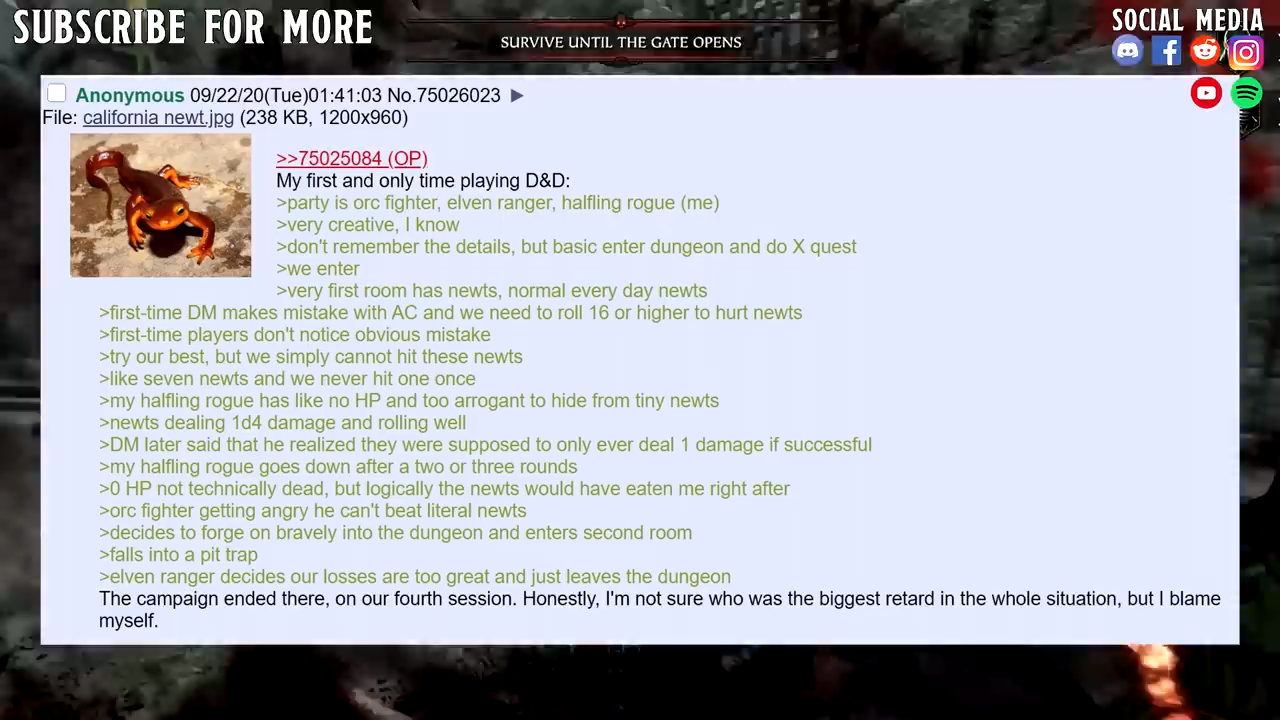 SUBSCRIBE FOR MORE
SURVIVE UNTIL THE GATE OPENS
SOCIAL MEDIA
Anonymous 09/22/20(Tue)01:41:03 No.75026023 ▶
File: california newt.jpg (238 KB, 1200x960)
>>75025084 (OP)
My first and only time playing D&D:
>party is orc fighter, elven ranger, halfling rogue (me)
>very creative, I know
>don't remember the details, but basic enter dungeon and do X quest
>we enter
>very first room has newts, normal every day newts
>first-time DM makes mistake with AC and we need to roll 16 or higher to hurt newts
>first-time players don't notice obvious mistake
>try our best, but we simply cannot hit these newts
>like seven newts and we never hit one once
>my halfling rogue has like no HP and too arrogant to hide from tiny newts
>newts dealing 1d4 damage and rolling well
>DM later said that he realized they were supposed to only ever deal 1 damage if successful
>my halfling rogue goes down after a two or three rounds
>0 HP not technically dead, but logically the newts would have eaten me right after
>orc fighter getting angry he can't beat literal newts
>decides to forge on bravely into the dungeon and enters second room
>falls into a pit trap
>elven ranger decides our losses are too great and just leaves the dungeon
The campaign ended there, on our fourth session. Honestly, I'm not sure who was the biggest retard in the whole situation, but I blame
myself.